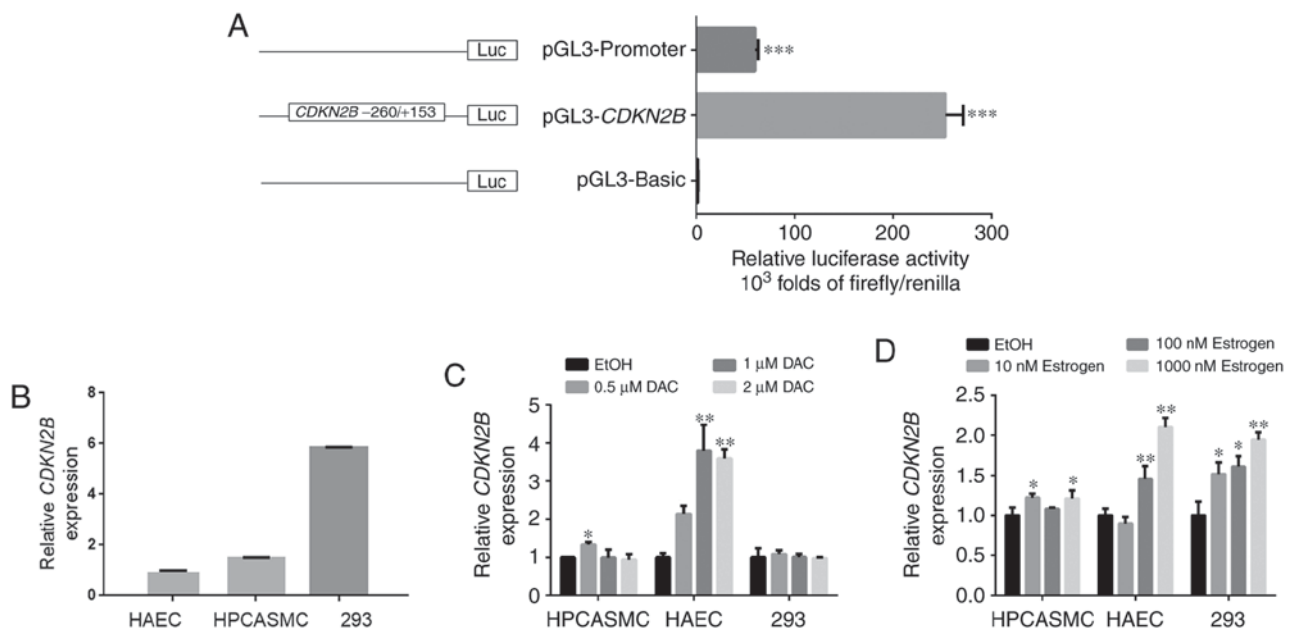 A
Luc
pGL3-Promoter
***
CDKN2B –260/+153
Luc
pGL3-CDKN2B
***
Luc
pGL3-Basic
0
100
200
300
Relative luciferase activity
10³ folds of firefly/renilla
B
Relative CDKN2B
expression
8
6
4
2
0
HAEC
HPCASMC
293
C
EtOH
1 μM DAC
0.5 μM DAC
2 μM DAC
Relative CDKN2B
expression
5
4
3
2
1
0
*
**
**
HPCASMC
HAEC
293
D
EtOH
100 nM Estrogen
10 nM Estrogen
1000 nM Estrogen
Relative CDKN2B
expression
2.5
2.0
1.5
1.0
0.5
0.0
*
*
**
**
*
*
**
HPCASMC
HAEC
293